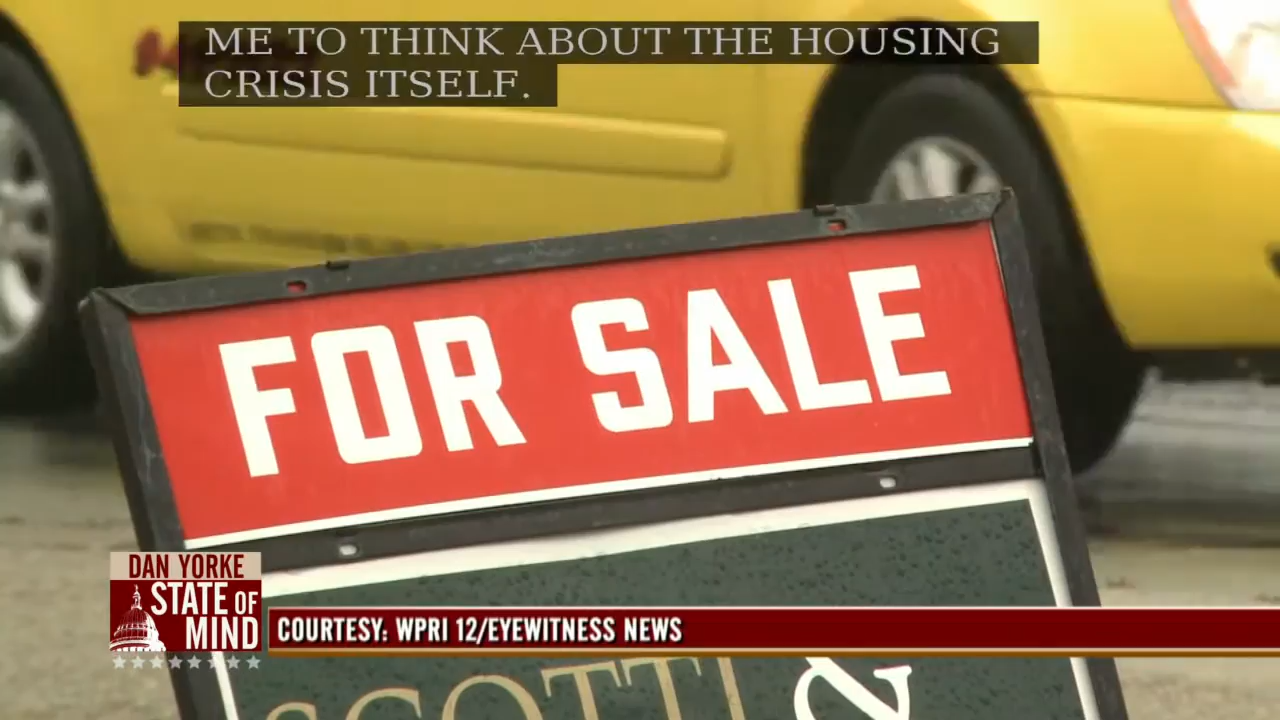 ME TO THINK ABOUT THE HOUSING
CRISIS ITSELF.
FOR SALE
DAN YORKE
STATE OF
MIND
COURTESY: WPRI 12/EYEWITNESS NEWS
SCOTTI &